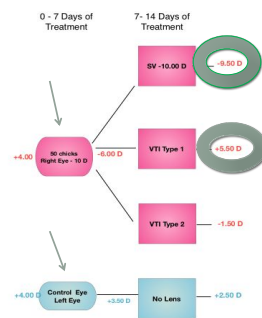 0 - 7 Days of
Treatment
7- 14 Days of
Treatment
SV -10.00 D
-9.50 D
+4.00
50 chicks
Right Eye - 10 D
-6.00 D
VTI Type 1
+5.50 D
VTI Type 2
-1.50 D
+4.00 D
Control Eye
Left Eye
+3.50 D
No Lens
+2.50 D